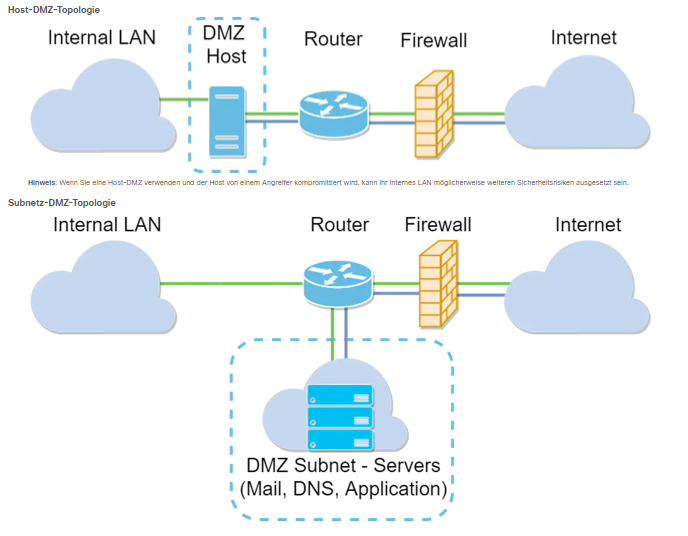 Host-DMZ-Topologie
Internal LAN
DMZ
Host
Router
Firewall
Internet
Hinweis: Wenn Sie eine Host-DMZ verwenden und der Host von einem Angreifer kompromittiert wird, kann Ihr internes LAN möglicherweise weiteren Sicherheitsrisiken ausgesetzt sein.
Subnetz-DMZ-Topologie
Internal LAN
Router
Firewall
Internet
DMZ Subnet - Servers
(Mail, DNS, Application)